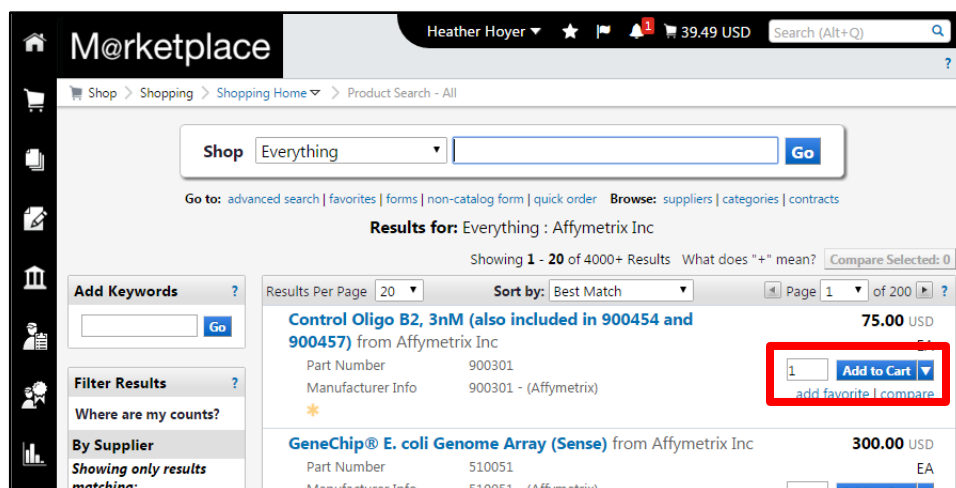 M@rketplace
Heather Hoyer 1 39.49 USD Search (Alt+Q)
?
Shop > Shopping > Shopping Home > Product Search - All
Shop Everything Go
Go to: advanced search | favorites | forms | non-catalog form | quick order Browse: suppliers | categories | contracts
Results for: Everything : Affymetrix Inc
Showing 1 - 20 of 4000+ Results What does "+" mean? Compare Selected: 0
Add Keywords ?
Go
Filter Results ?
Where are my counts?
By Supplier
Showing only results
matching:
Results Per Page 20 Sort by: Best Match Page 1 of 200 ?
Control Oligo B2, 3nM (also included in 900454 and
900457) from Affymetrix Inc
75.00 USD
EA
Part Number 900301
Manufacturer Info 900301 - (Affymetrix)
1 Add to Cart
add favorite | compare
GeneChip® E. coli Genome Array (Sense) from Affymetrix Inc
300.00 USD
Part Number 510051
EA
Manufacturer Info 510051 - (Affymetrix)